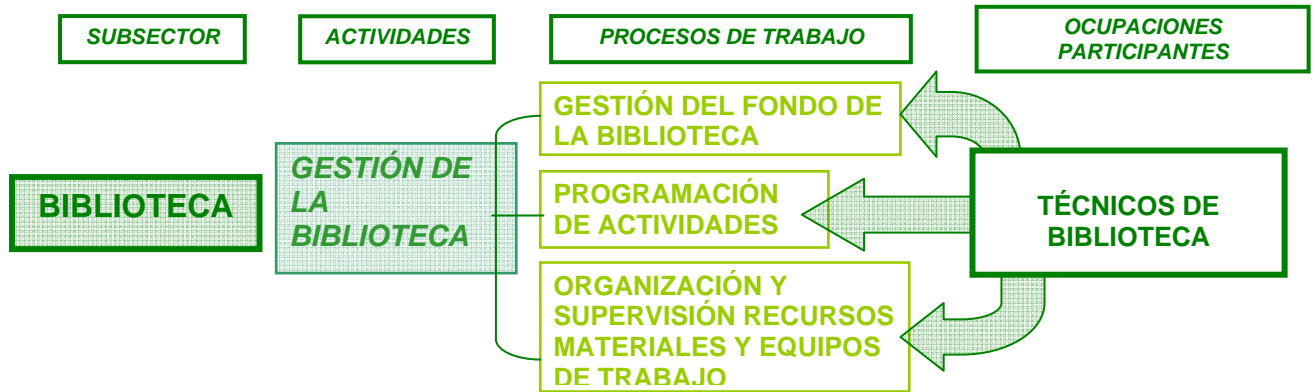 SUBSECTOR
ACTIVIDADES
PROCESOS DE TRABAJO
OCUPACIONES
PARTICIPANTES
BIBLIOTECA
GESTIÓN DE
LA
BIBLIOTECA
GESTIÓN DEL FONDO DE
LA BIBLIOTECA
PROGRAMACIÓN
DE ACTIVIDADES
ORGANIZACIÓN Y
SUPERVISIÓN RECURSOS
MATERIALES Y EQUIPOS
DE TRABAJO
TÉCNICOS DE
BIBLIOTECA